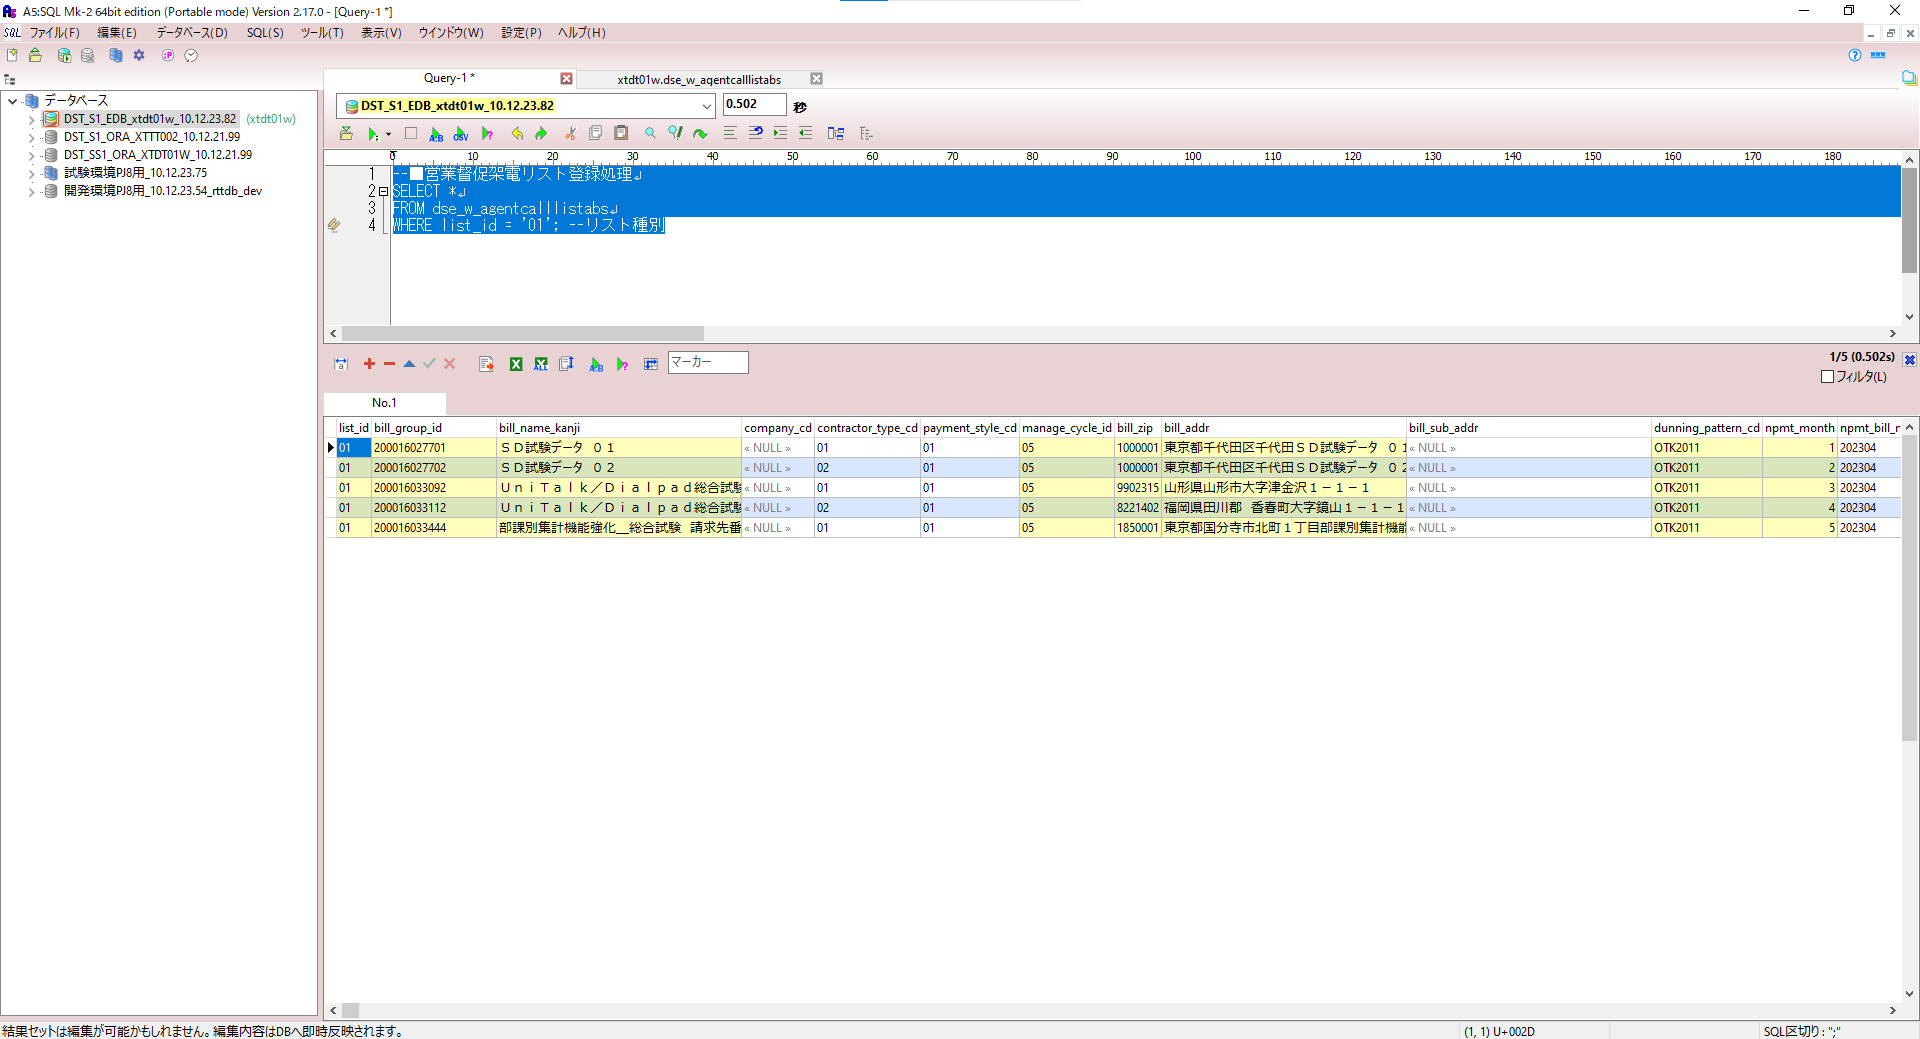 A5:SQL Mk-2 64bit edition (Portable mode) Version 2.17.0 - [Query-1 *]
ファイル(F) 編集(E) データベース(D) SQL(S) ツール(T) 表示(V) ウインドウ(W) 設定(P) ヘルプ(H)
Query-1 * xtdt01w.dse_w_agentcalllistabs
データベース
DST_S1_EDB_xtdt01w_10.12.23.82 (xtdt01w)
DST_S1_ORA_XTTT002_10.12.21.99
DST_SS1_ORA_XTDT01W_10.12.21.99
試験環境PJ8用_10.12.23.75
開発環境PJ8用_10.12.23.54_rttdb_dev
DST_S1_EDB_xtdt01w_10.12.23.82 0.502 秒
0 10 20 30 40 50 60 70 80 90 100 110 120 130 140 150 160 170 180
1 --■営業督促架電リスト登録処理↲
2 SELECT *↲
3 FROM dse_w_agentcalllistabs↲
4 WHERE list_id = '01'; --リスト種別
マーカー
1/5 (0.502s)
フィルタ(L)
No.1
list_id bill_group_id bill_name_kanji company_cd contractor_type_cd payment_style_cd manage_cycle_id bill_zip bill_addr bill_sub_addr dunning_pattern_cd npmt_month npmt_bill_r
01 200016027701 ＳＤ試験データ　０１ « NULL » 01 01 05 1000001 東京都千代田区千代田ＳＤ試験データ　０１ « NULL » OTK2011 1 202304
01 200016027702 ＳＤ試験データ　０２ « NULL » 02 01 05 1000001 東京都千代田区千代田ＳＤ試験データ　０２ « NULL » OTK2011 2 202304
01 200016033092 ＵｎｉＴａｌｋ／Ｄｉａｌｐａｄ総合試験 « NULL » 01 01 05 9902315 山形県山形市大字津金沢１－１－１ « NULL » OTK2011 3 202304
01 200016033112 ＵｎｉＴａｌｋ／Ｄｉａｌｐａｄ総合試験 « NULL » 02 01 05 8221402 福岡県田川郡　香春町大字鏡山１－１－１ « NULL » OTK2011 4 202304
01 200016033444 部課別集計機能強化＿総合試験　請求先番 « NULL » 01 01 05 1850001 東京都国分寺市北町１丁目部課別集計機能 « NULL » OTK2011 5 202304
結果セットは編集が可能かもしれません。編集内容はDBへ即時反映されます。 (1, 1) U+002D SQL区切り : ";"